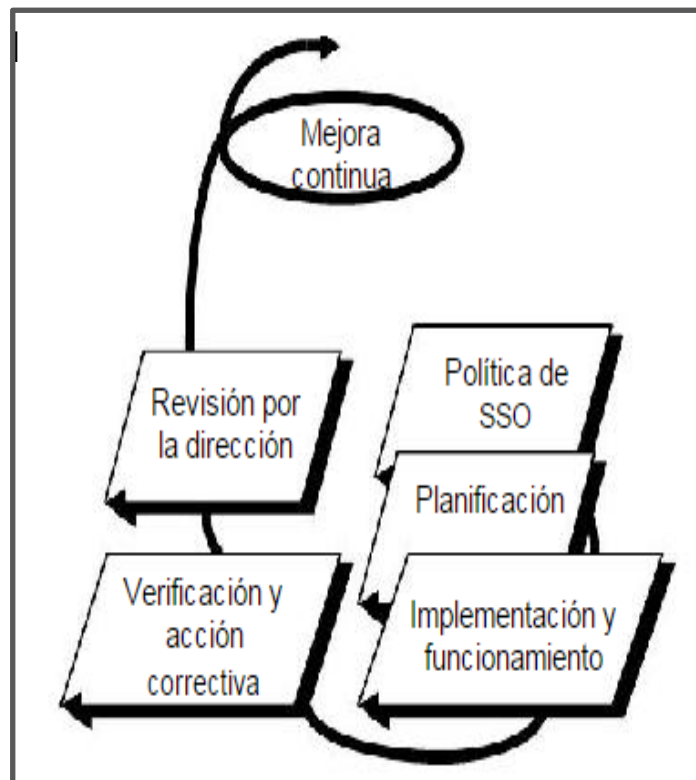 Mejora
continua
Política de
SSO
Revisión por
la dirección
Planificación
Verificación y
acción
correctiva
Implementación y
funcionamiento